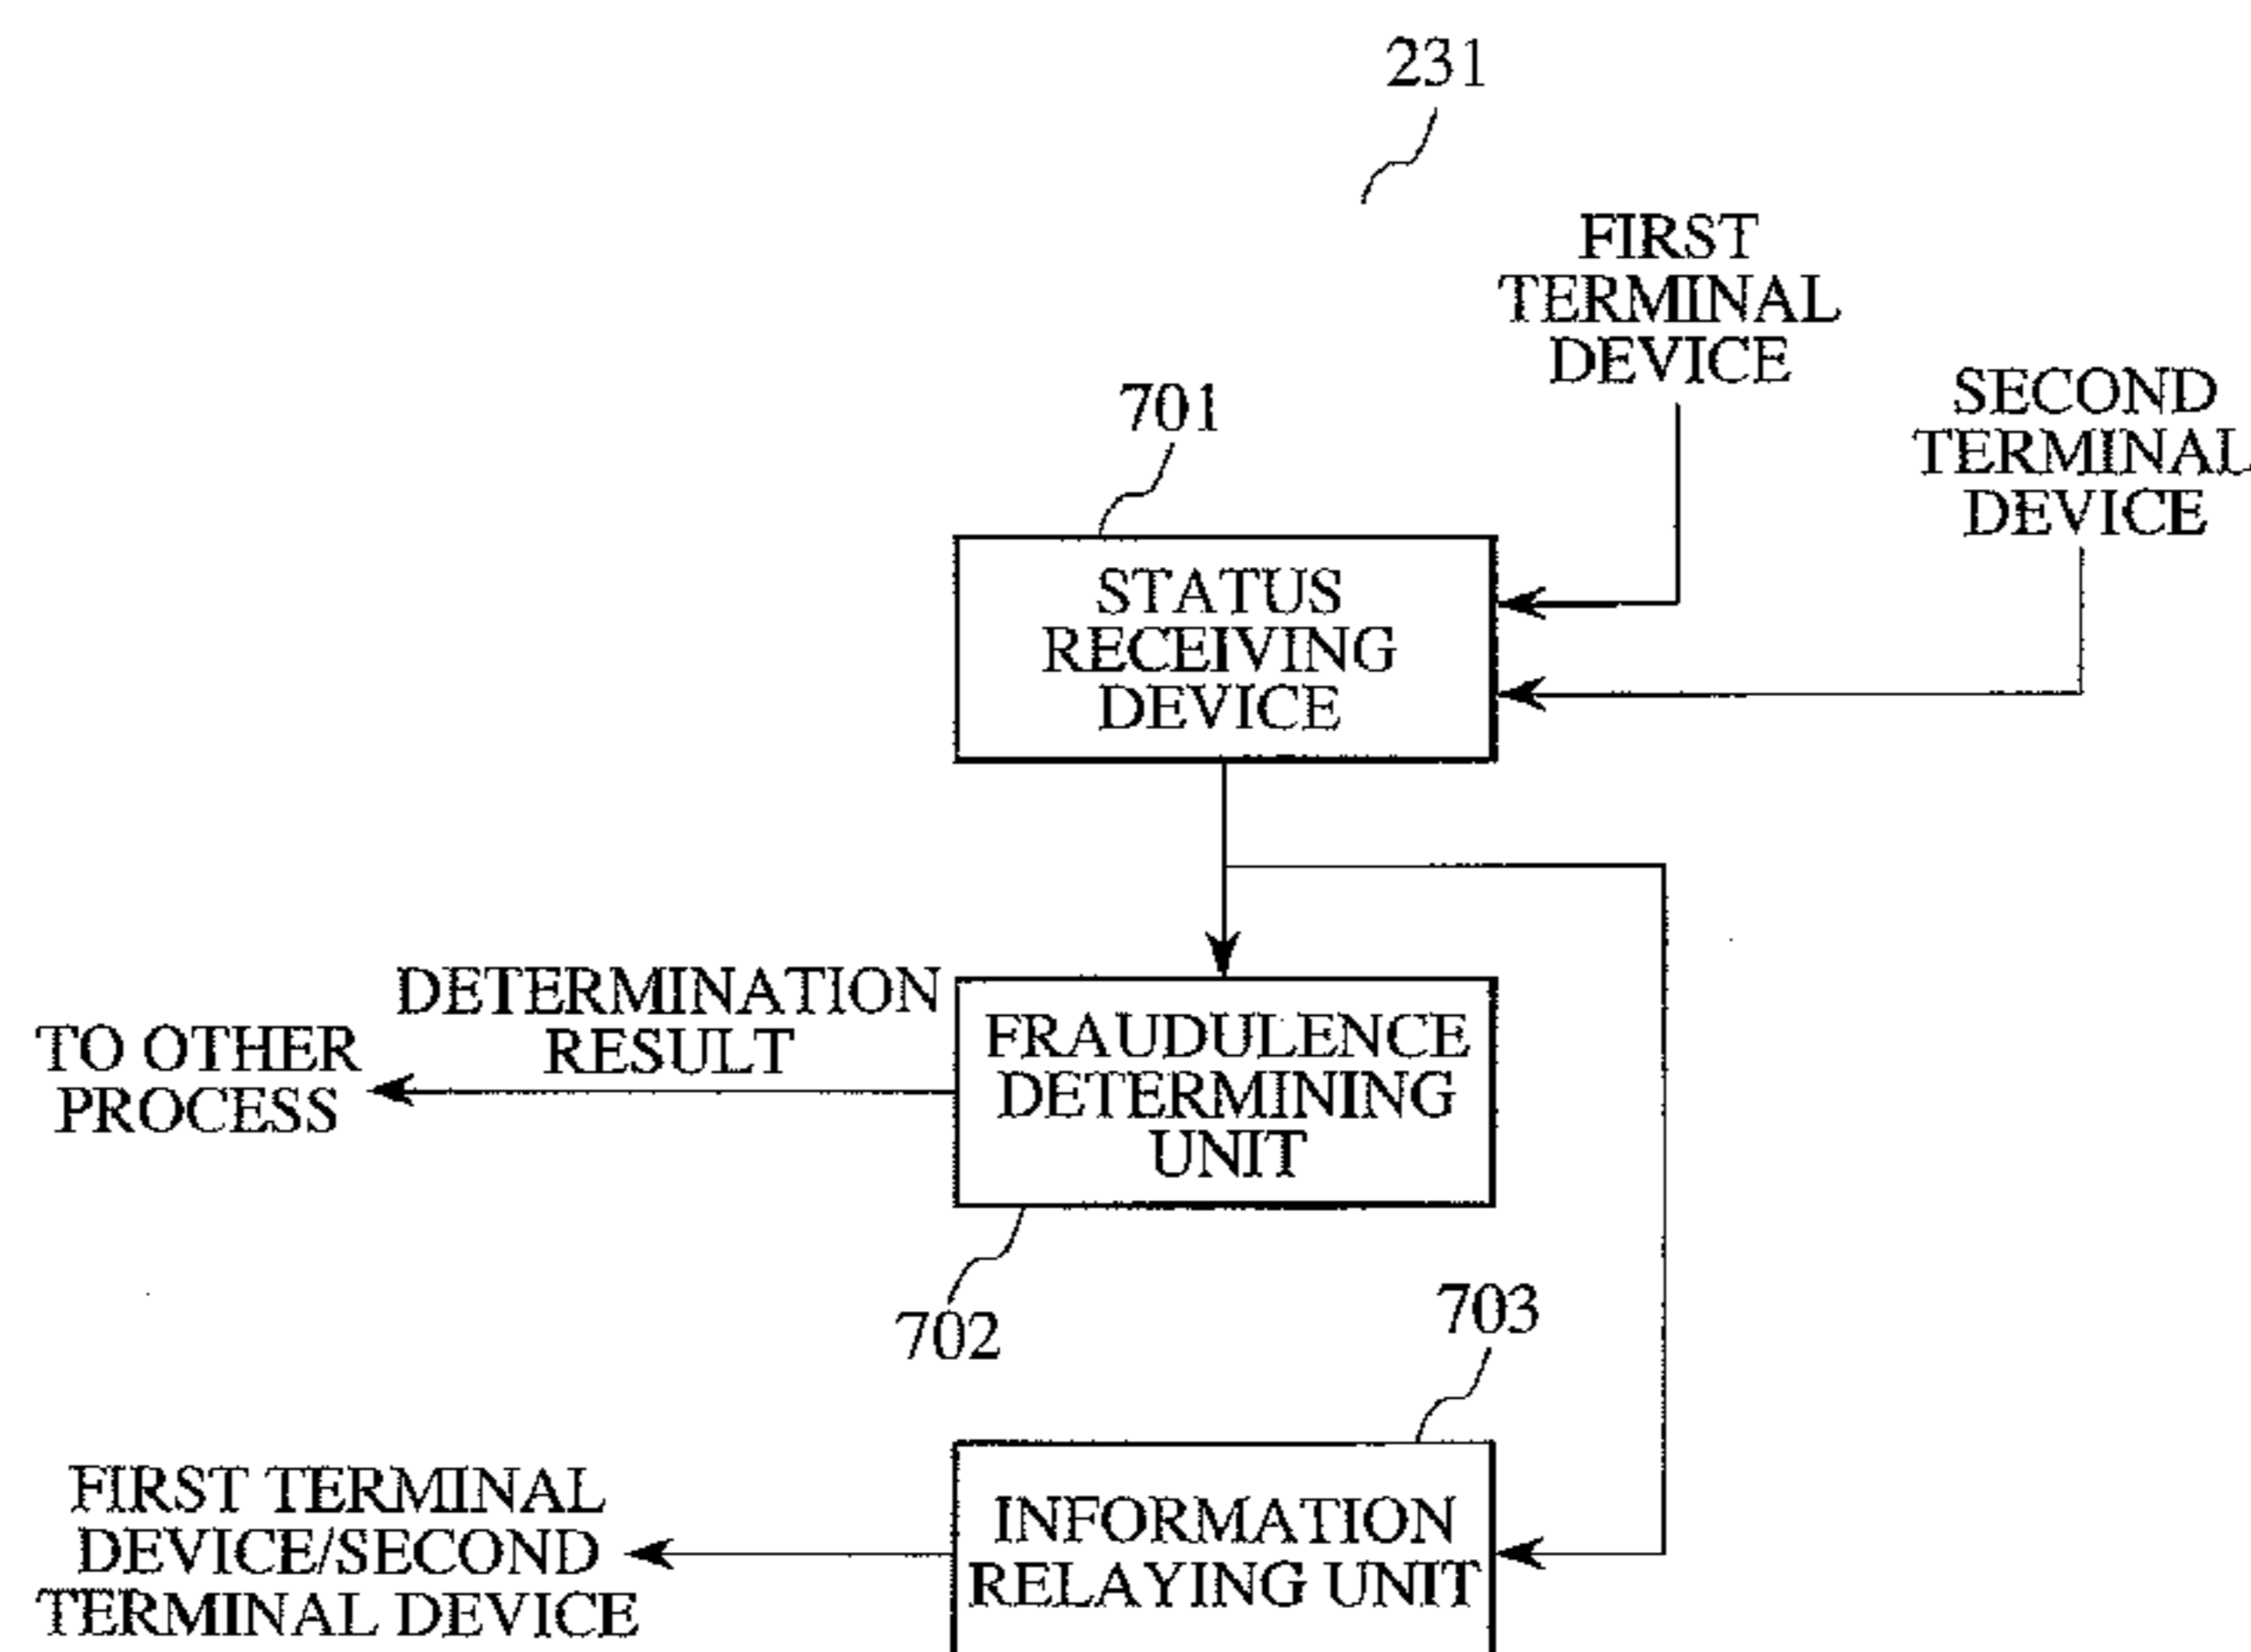 231
FIRST
TERMINAL
DEVICE
SECOND
TERMINAL
DEVICE
701
STATUS
RECEIVING
DEVICE
DETERMINATION
RESULT
TO OTHER
PROCESS
FRAUDULENCE
DETERMINING
UNIT
702
703
FIRST TERMINAL
DEVICE/SECOND
TERMINAL DEVICE
INFORMATION
RELAYING UNIT